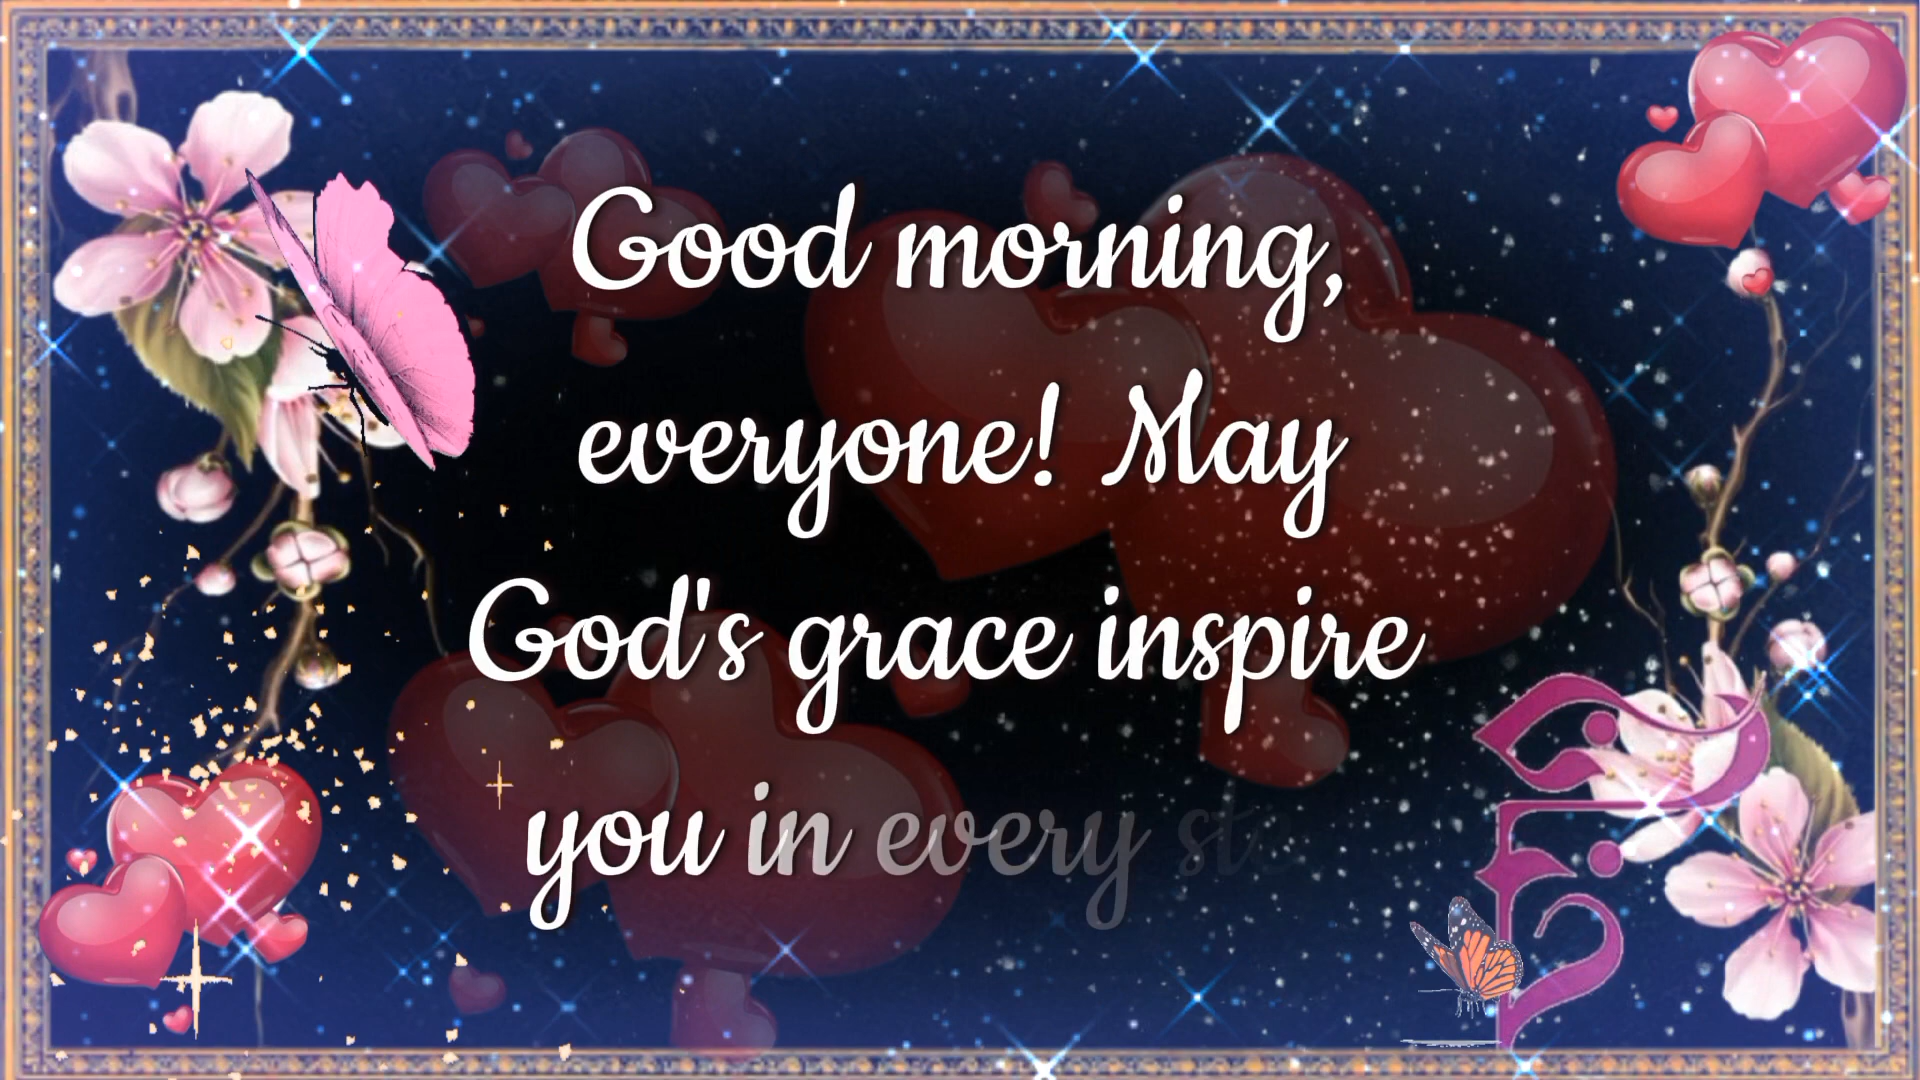 Good morning,
everyone! May
God's grace inspire
you in every